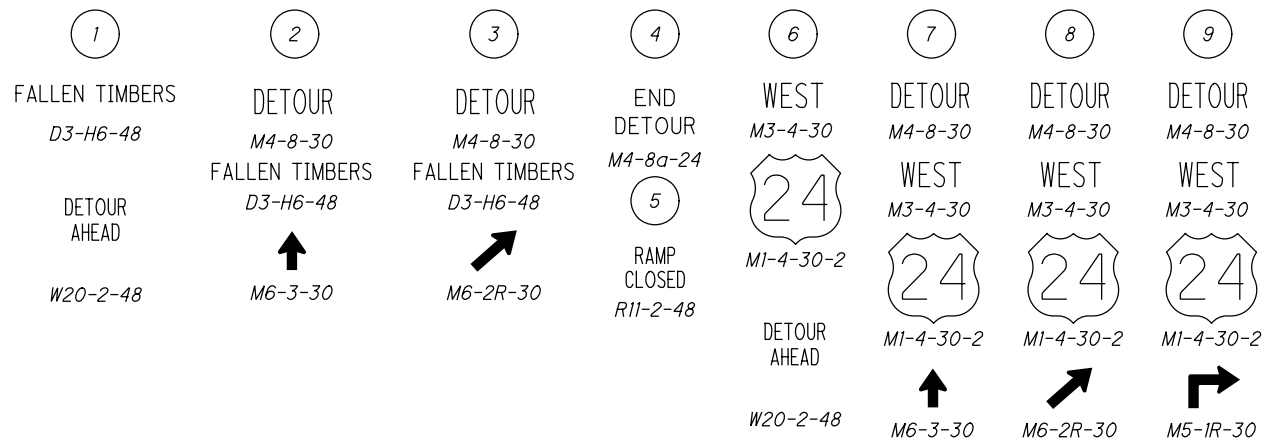 1
FALLEN TIMBERS
D3-H6-48
DETOUR
AHEAD
W20-2-48
2
DETOUR
M4-8-30
FALLEN TIMBERS
D3-H6-48
M6-3-30
3
DETOUR
M4-8-30
FALLEN TIMBERS
D3-H6-48
M6-2R-30
4
END
DETOUR
M4-8a-24
5
RAMP
CLOSED
R11-2-48
6
WEST
M3-4-30
24
M1-4-30-2
DETOUR
AHEAD
W20-2-48
7
DETOUR
M4-8-30
WEST
M3-4-30
24
M1-4-30-2
M6-3-30
8
DETOUR
M4-8-30
WEST
M3-4-30
24
M1-4-30-2
M6-2R-30
9
DETOUR
M4-8-30
WEST
M3-4-30
24
M1-4-30-2
M5-1R-30